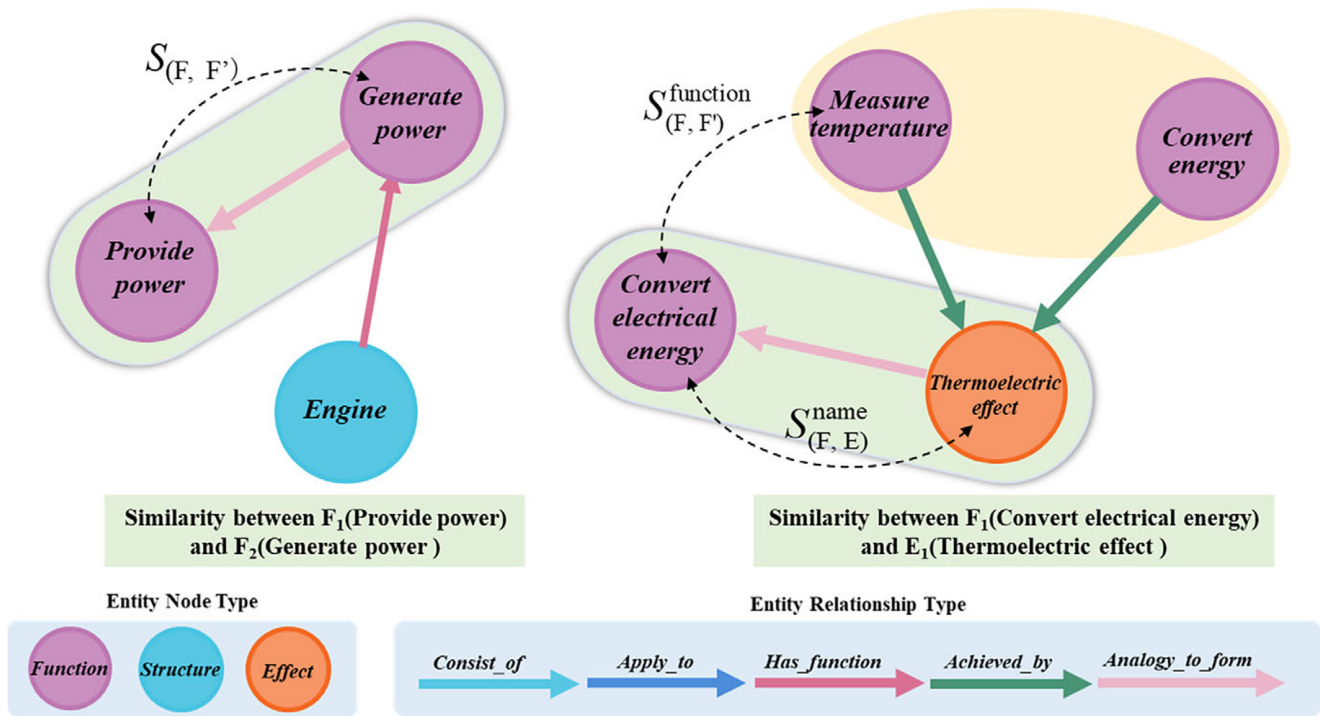 S(F, F’)
Generate
power
Provide
power
Engine
Similarity between F₁(Provide power)
and F₂(Generate power )
S^function_(F, F')
Measure
temperature
Convert
energy
Convert
electrical
energy
Thermoelectric
effect
S^name_(F, E)
Similarity between F₁(Convert electrical energy)
and E₁(Thermoelectric effect )
Entity Node Type
Function
Structure
Effect
Entity Relationship Type
Consist_of
Apply_to
Has_function
Achieved_by
Analogy_to_form